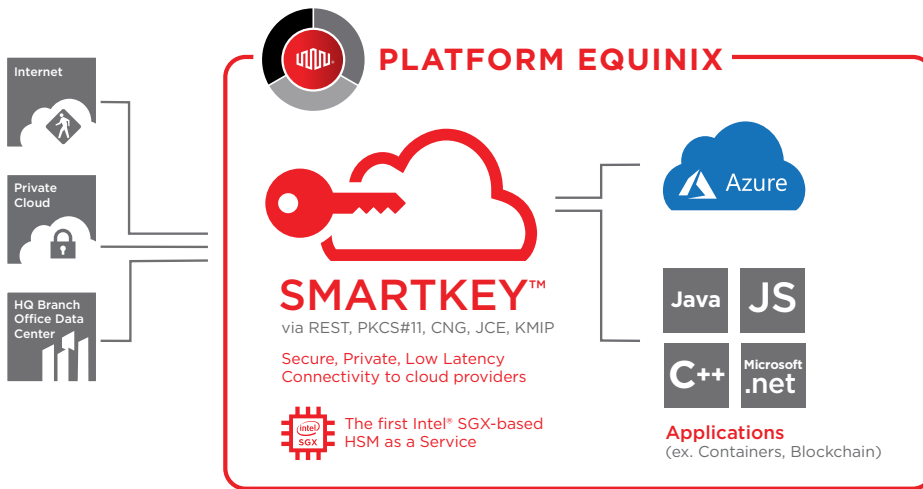 PLATFORM EQUINIX
Internet
Private
Cloud
HQ Branch
Office Data
Center
SMARTKEY™
via REST, PKCS#11, CNG, JCE, KMIP
Secure, Private, Low Latency
Connectivity to cloud providers
intel
SGX
The first Intel® SGX-based
HSM as a Service
Azure
Java
JS
C++
Microsoft
.net
Applications
(ex. Containers, Blockchain)